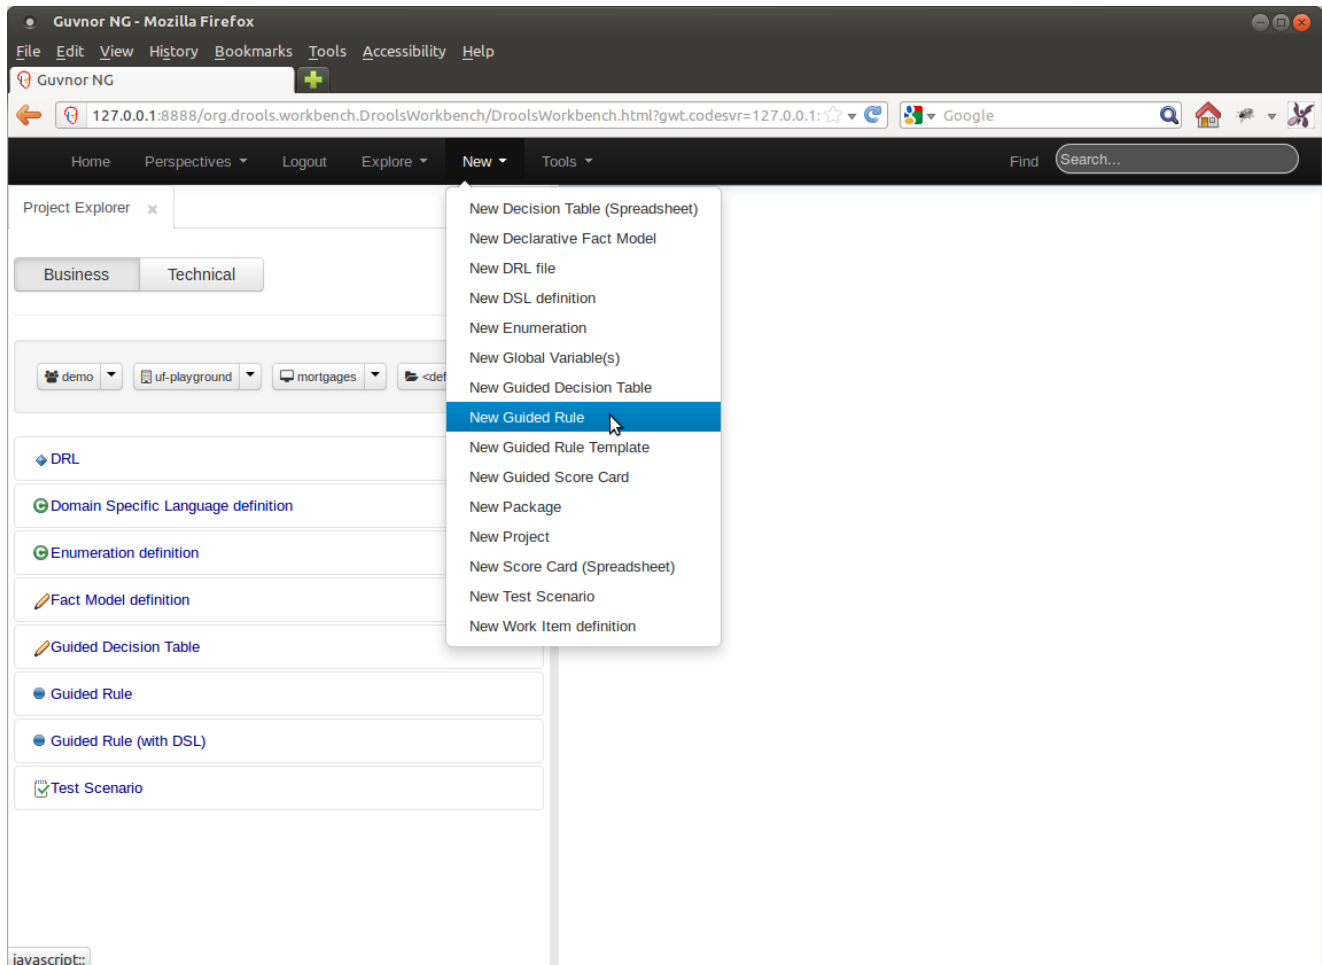 Guvnor NG - Mozilla Firefox
File Edit View History Bookmarks Tools Accessibility Help
Guvnor NG
127.0.0.1:8888/org.drools.workbench.DroolsWorkbench/DroolsWorkbench.html?gwt.codesvr=127.0.0.1: Google
Home Perspectives Logout Explore New Tools Find Search...
Project Explorer
New Decision Table (Spreadsheet)
New Declarative Fact Model
Business Technical
New DRL file
New DSL definition
New Enumeration
New Global Variable(s)
demo uf-playground mortgages <def
New Guided Decision Table
New Guided Rule
New Guided Rule Template
DRL
New Guided Score Card
Domain Specific Language definition
New Package
New Project
Enumeration definition
New Score Card (Spreadsheet)
Fact Model definition
New Test Scenario
New Work Item definition
Guided Decision Table
Guided Rule
Guided Rule (with DSL)
Test Scenario
javascript:;